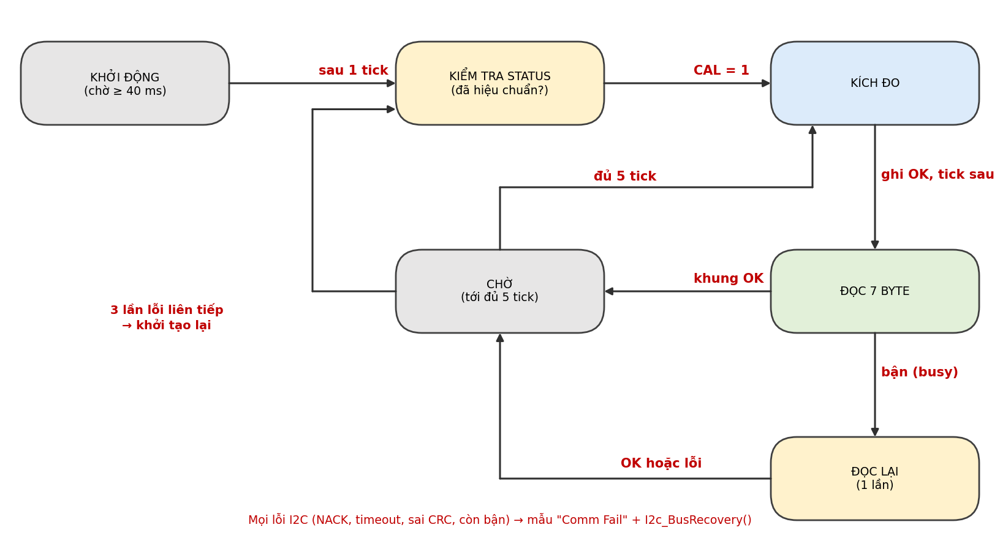 KHỞI ĐỘNG
(chờ ≥ 40 ms)
sau 1 tick
KIỂM TRA STATUS
(đã hiệu chuẩn?)
CAL = 1
KÍCH ĐO
đủ 5 tick
ghi OK, tick sau
CHỜ
(tới đủ 5 tick)
khung OK
ĐỌC 7 BYTE
3 lần lỗi liên tiếp
→ khởi tạo lại
bận (busy)
OK hoặc lỗi
ĐỌC LẠI
(1 lần)
Mọi lỗi I2C (NACK, timeout, sai CRC, còn bận) → mẫu "Comm Fail" + I2c_BusRecovery()